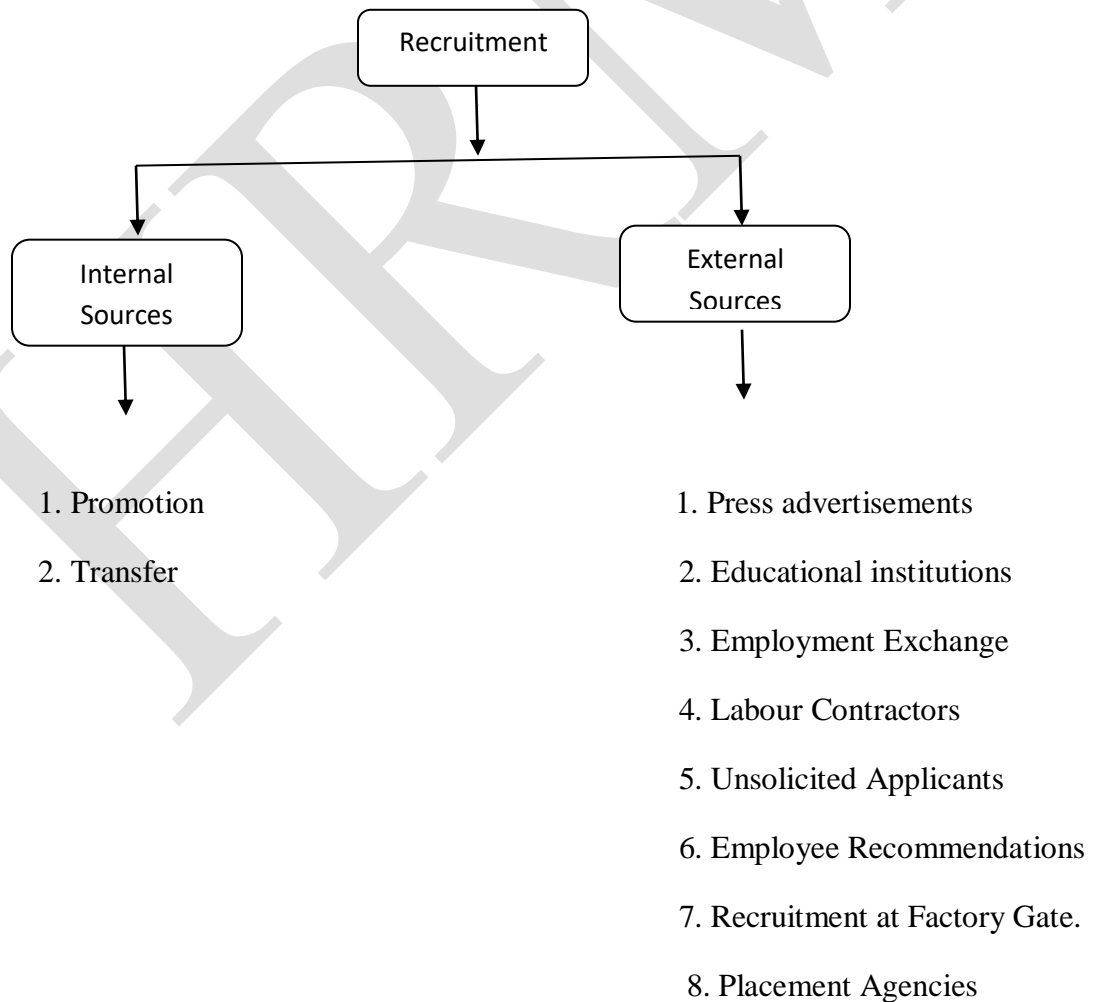 Recruitment
Internal
Sources
External
Sources
1. Promotion
2. Transfer
1. Press advertisements
2. Educational institutions
3. Employment Exchange
4. Labour Contractors
5. Unsolicited Applicants
6. Employee Recommendations
7. Recruitment at Factory Gate.
8. Placement Agencies
HRM